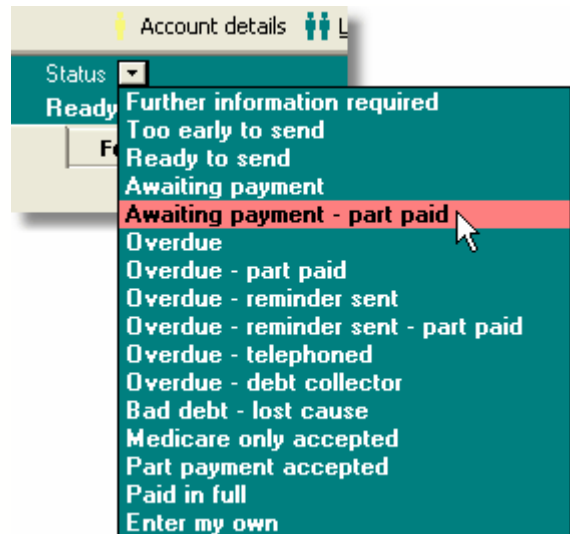 Account details
Status
Ready
Further information required
Too early to send
Ready to send
Awaiting payment
Awaiting payment - part paid
Overdue
Overdue - part paid
Overdue - reminder sent
Overdue - reminder sent - part paid
Overdue - telephoned
Overdue - debt collector
Bad debt - lost cause
Medicare only accepted
Part payment accepted
Paid in full
Enter my own